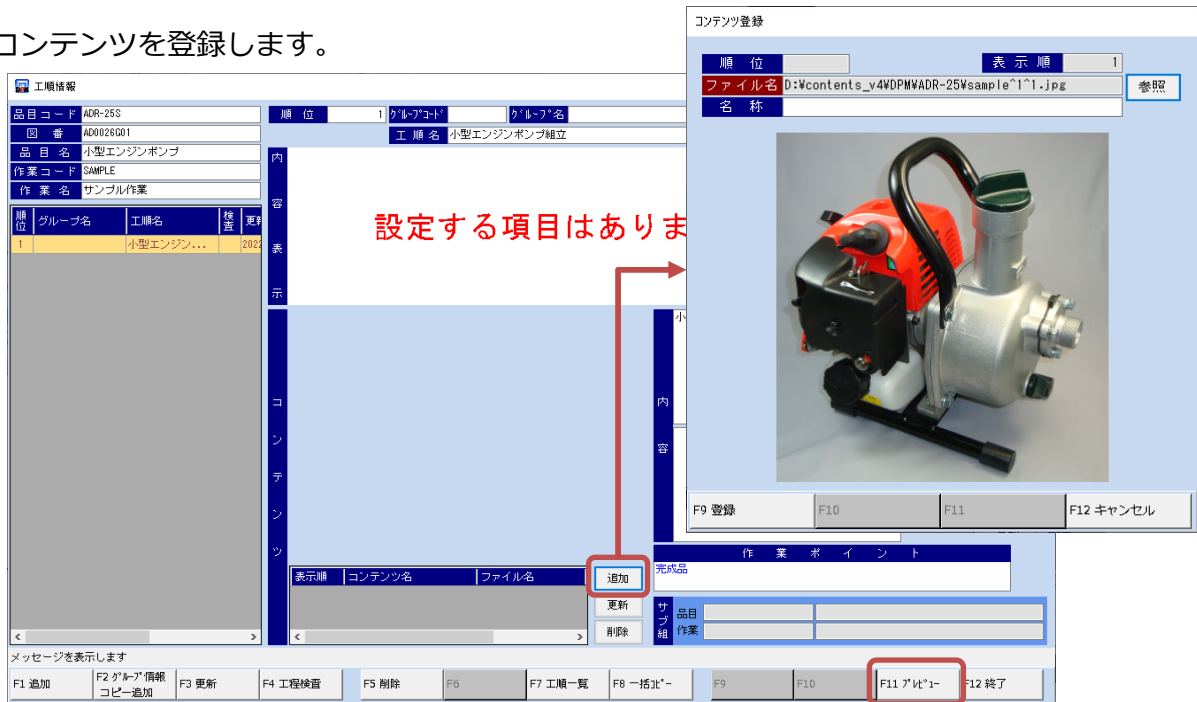 コンテンツを登録します。
工順情報
品目コード ADR-25S
図 番 AD0026G01
品 目 名 小型エンジンポンプ
作業コード SAMPLE
作 業 名 サンプル作業
順位 グループ名 工順名 検査 更新
1 小型エンジン... 2022
順 位 1 グループコード グループ名
工 順 名 小型エンジンポンプ組立
内容表示
設定する項目はありま
コンテンツ
表示順 コンテンツ名 ファイル名
追加
更新
削除
小
内容
作 業 ポ イ ン ト
完成品
サブ組 品目
作業
メッセージを表示します
F1 追加 F2 グループ情報コピー追加 F3 更新 F4 工程検査 F5 削除 F6 F7 工順一覧 F8 一括コピー F9 F10 F11 プレビュー F12 終了
コンテンツ登録
順 位 表 示 順 1
ファイル名 D:¥contents_v4¥DPM¥ADR-25¥sample^1^1.jpg 参照
名 称
F9 登録 F10 F11 F12 キャンセル